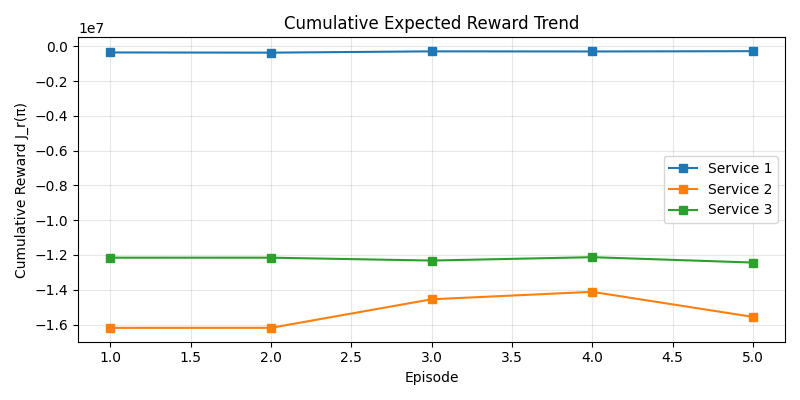 Cumulative Expected Reward Trend
1e7
0.0
−0.2
−0.4
−0.6
−0.8
−1.0
−1.2
−1.4
−1.6
Cumulative Reward J_r(π)
Service 1
Service 2
Service 3
1.0 1.5 2.0 2.5 3.0 3.5 4.0 4.5 5.0
Episode